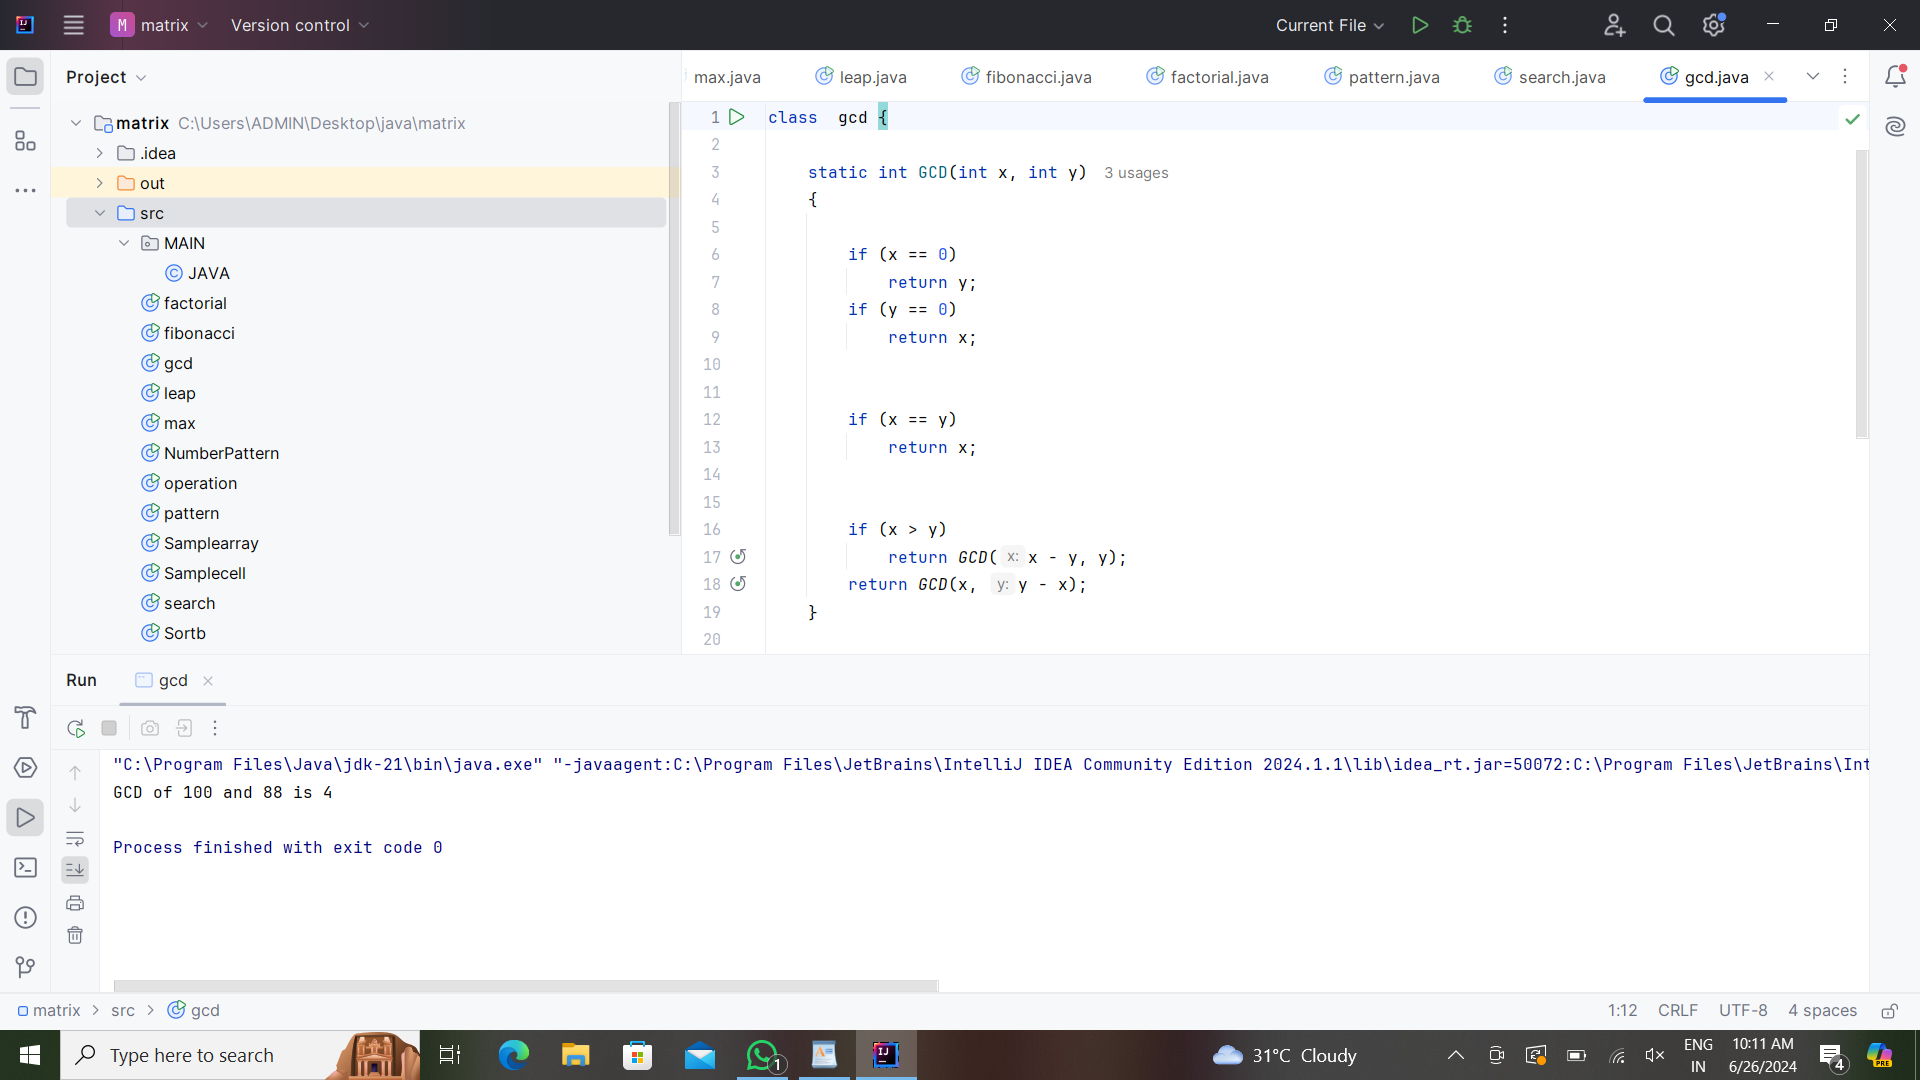 M matrix Version control Current File
Project
max.java leap.java fibonacci.java factorial.java pattern.java search.java gcd.java
matrix C:\Users\ADMIN\Desktop\java\matrix
.idea
out
src
MAIN
JAVA
factorial
fibonacci
gcd
leap
max
NumberPattern
operation
pattern
Samplearray
Samplecell
search
Sortb
1 class gcd {
2
3 static int GCD(int x, int y) 3 usages
4 {
5
6 if (x == 0)
7 return y;
8 if (y == 0)
9 return x;
10
11
12 if (x == y)
13 return x;
14
15
16 if (x > y)
17 return GCD( x: x - y, y);
18 return GCD(x, y: y - x);
19 }
20
Run gcd
"C:\Program Files\Java\jdk-21\bin\java.exe" "-javaagent:C:\Program Files\JetBrains\IntelliJ IDEA Community Edition 2024.1.1\lib\idea_rt.jar=50072:C:\Program Files\JetBrains\Int
GCD of 100 and 88 is 4
Process finished with exit code 0
matrix > src > gcd 1:12 CRLF UTF-8 4 spaces
Type here to search 1 31°C Cloudy ENG IN 10:11 AM 6/26/2024 4 PRE